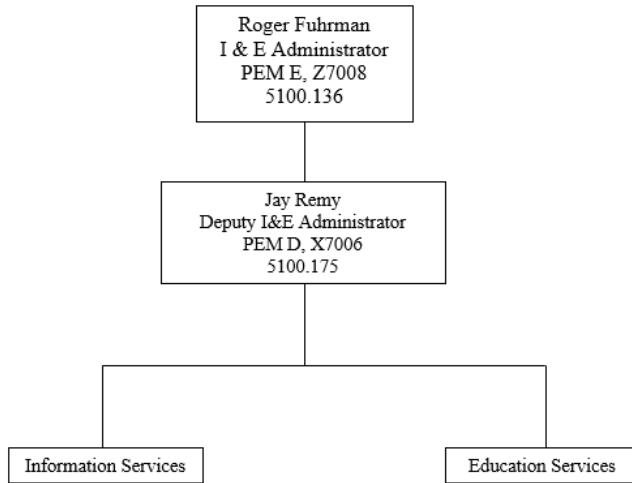 Roger Fuhrman
I & E Administrator
PEM E, Z7008
5100.136
Jay Remy
Deputy I&E Administrator
PEM D, X7006
5100.175
Information Services
Education Services